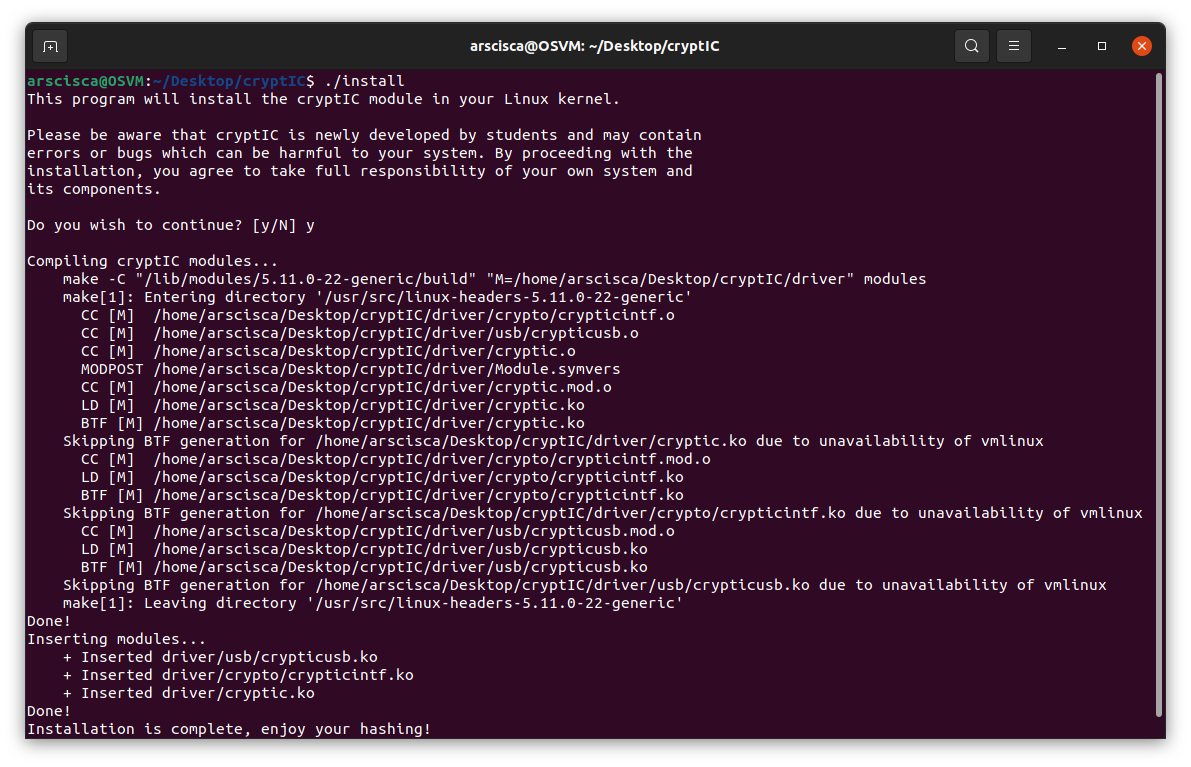 arscisca@OSVM: ~/Desktop/cryptIC
arscisca@OSVM:~/Desktop/cryptIC$ ./install
This program will install the cryptIC module in your Linux kernel.
Please be aware that cryptIC is newly developed by students and may contain
errors or bugs which can be harmful to your system. By proceeding with the
installation, you agree to take full responsibility of your own system and
its components.
Do you wish to continue? [y/N] y
Compiling cryptIC modules...
    make -C "/lib/modules/5.11.0-22-generic/build" "M=/home/arscisca/Desktop/cryptIC/driver" modules
    make[1]: Entering directory '/usr/src/linux-headers-5.11.0-22-generic'
      CC [M]  /home/arscisca/Desktop/cryptIC/driver/crypto/crypticintf.o
      CC [M]  /home/arscisca/Desktop/cryptIC/driver/usb/crypticusb.o
      CC [M]  /home/arscisca/Desktop/cryptIC/driver/cryptic.o
      MODPOST /home/arscisca/Desktop/cryptIC/driver/Module.symvers
      CC [M]  /home/arscisca/Desktop/cryptIC/driver/cryptic.mod.o
      LD [M]  /home/arscisca/Desktop/cryptIC/driver/cryptic.ko
      BTF [M] /home/arscisca/Desktop/cryptIC/driver/cryptic.ko
    Skipping BTF generation for /home/arscisca/Desktop/cryptIC/driver/cryptic.ko due to unavailability of vmlinux
      CC [M]  /home/arscisca/Desktop/cryptIC/driver/crypto/crypticintf.mod.o
      LD [M]  /home/arscisca/Desktop/cryptIC/driver/crypto/crypticintf.ko
      BTF [M] /home/arscisca/Desktop/cryptIC/driver/crypto/crypticintf.ko
    Skipping BTF generation for /home/arscisca/Desktop/cryptIC/driver/crypto/crypticintf.ko due to unavailability of vmlinux
      CC [M]  /home/arscisca/Desktop/cryptIC/driver/usb/crypticusb.mod.o
      LD [M]  /home/arscisca/Desktop/cryptIC/driver/usb/crypticusb.ko
      BTF [M] /home/arscisca/Desktop/cryptIC/driver/usb/crypticusb.ko
    Skipping BTF generation for /home/arscisca/Desktop/cryptIC/driver/usb/crypticusb.ko due to unavailability of vmlinux
    make[1]: Leaving directory '/usr/src/linux-headers-5.11.0-22-generic'
Done!
Inserting modules...
    + Inserted driver/usb/crypticusb.ko
    + Inserted driver/crypto/crypticintf.ko
    + Inserted driver/cryptic.ko
Done!
Installation is complete, enjoy your hashing!